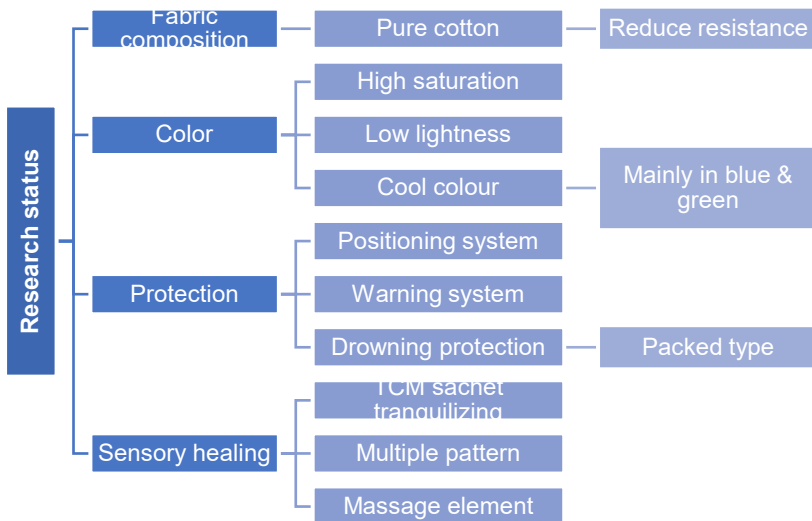 Research status
Fabric
composition
Pure cotton
Reduce resistance
Color
High saturation
Low lightness
Cool colour
Mainly in blue &
green
Protection
Positioning system
Warning system
Drowning protection
Packed type
Sensory healing
TCM sachet
tranquilizing
Multiple pattern
Massage element